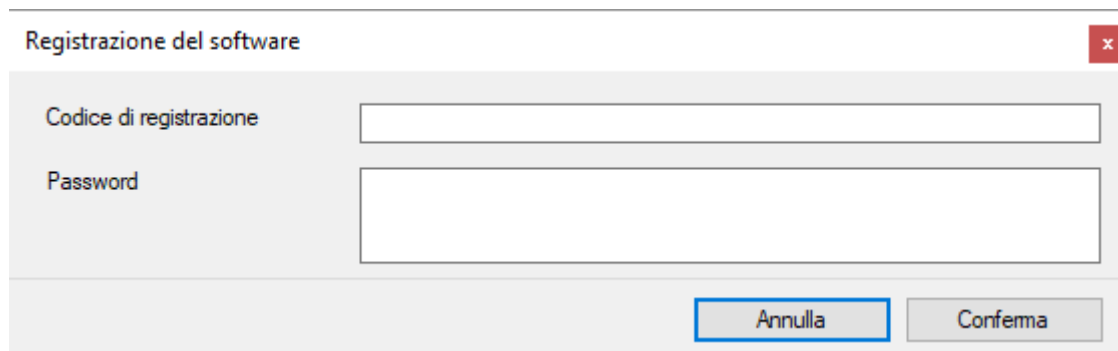 Registrazione del software
x
Codice di registrazione
Password
Annulla Conferma